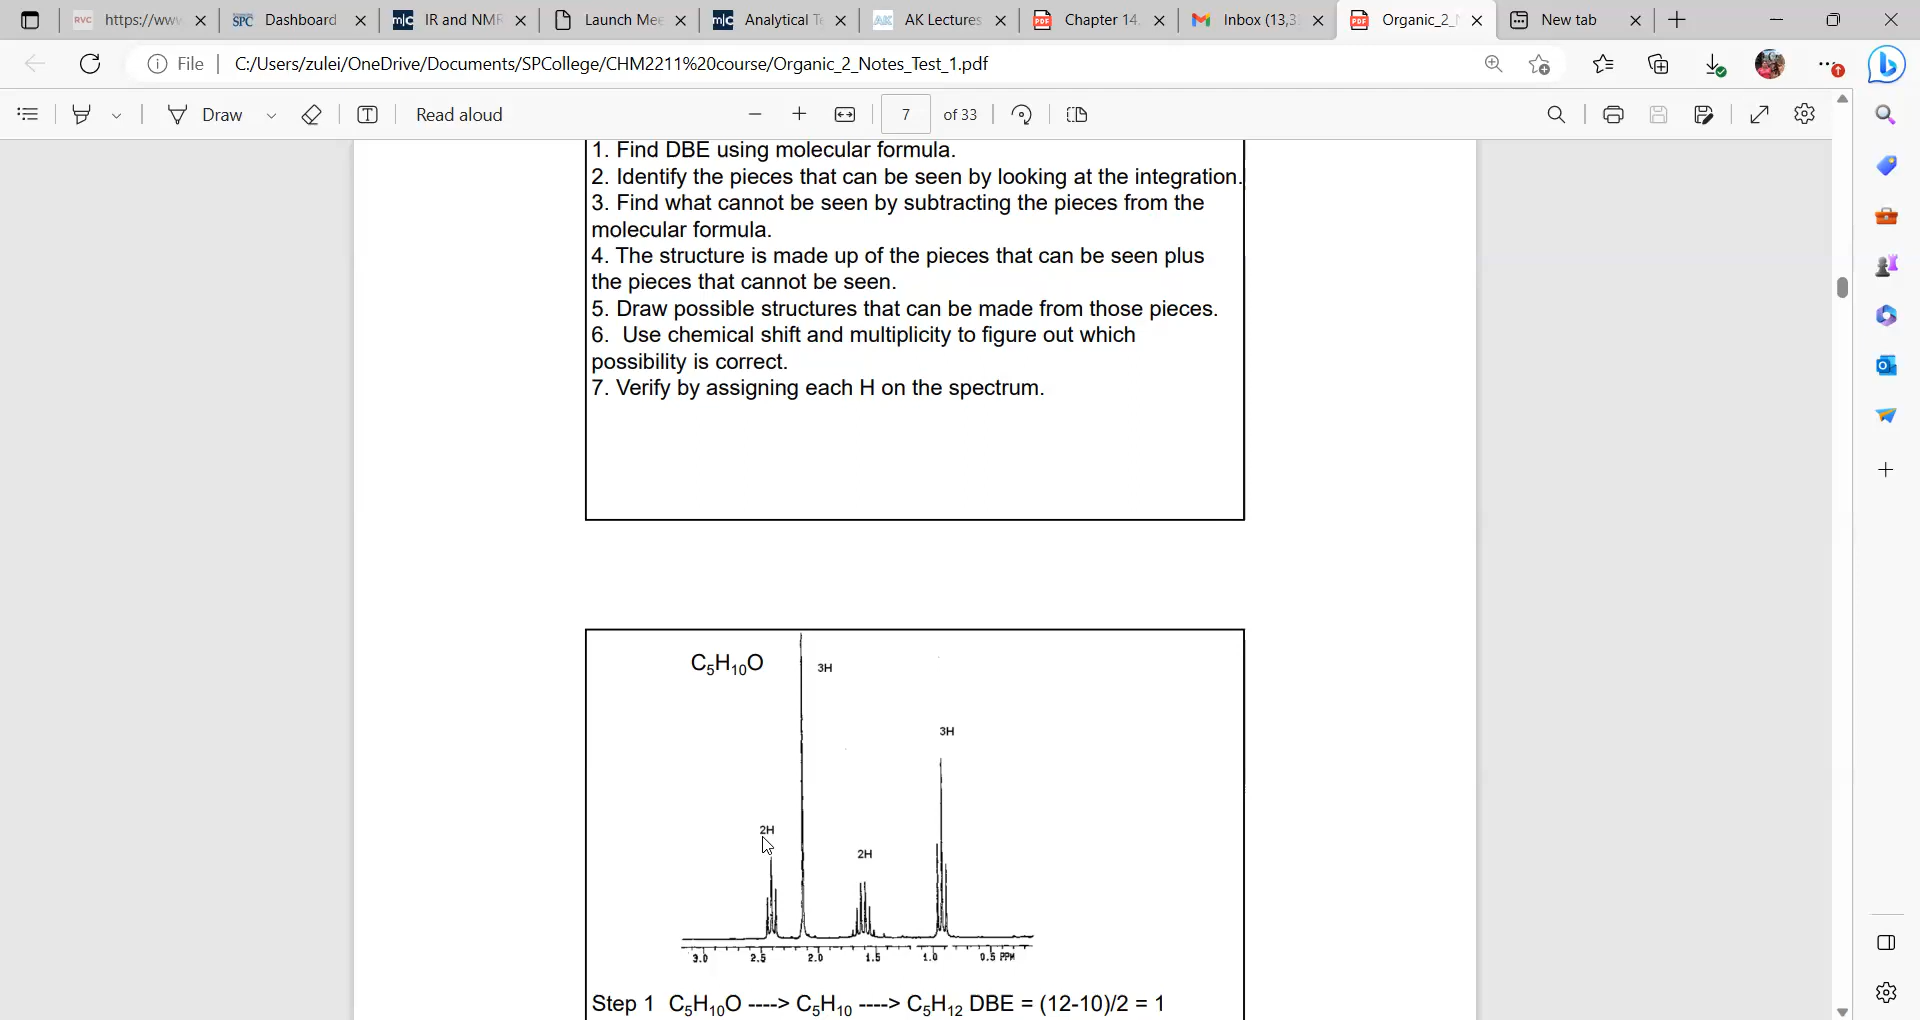 https://www
Dashboard
IR and NMR
Launch Mee
Analytical T
AK Lectures
Chapter 14.
Inbox (13,3
Organic_2_
New tab
File
C:/Users/zulei/OneDrive/Documents/SPCollege/CHM2211%20course/Organic_2_Notes_Test_1.pdf
Draw
Read aloud
7
of 33
1. Find DBE using molecular formula.
2. Identify the pieces that can be seen by looking at the integration.
3. Find what cannot be seen by subtracting the pieces from the
molecular formula.
4. The structure is made up of the pieces that can be seen plus
the pieces that cannot be seen.
5. Draw possible structures that can be made from those pieces.
6. Use chemical shift and multiplicity to figure out which
possibility is correct.
7. Verify by assigning each H on the spectrum.
C₅H₁₀O
3H
3H
2H
2H
3.0 2.5 2.0 1.5 1.0 0.5 PPM
Step 1 C₅H₁₀O ----> C₅H₁₀ ----> C₅H₁₂ DBE = (12-10)/2 = 1